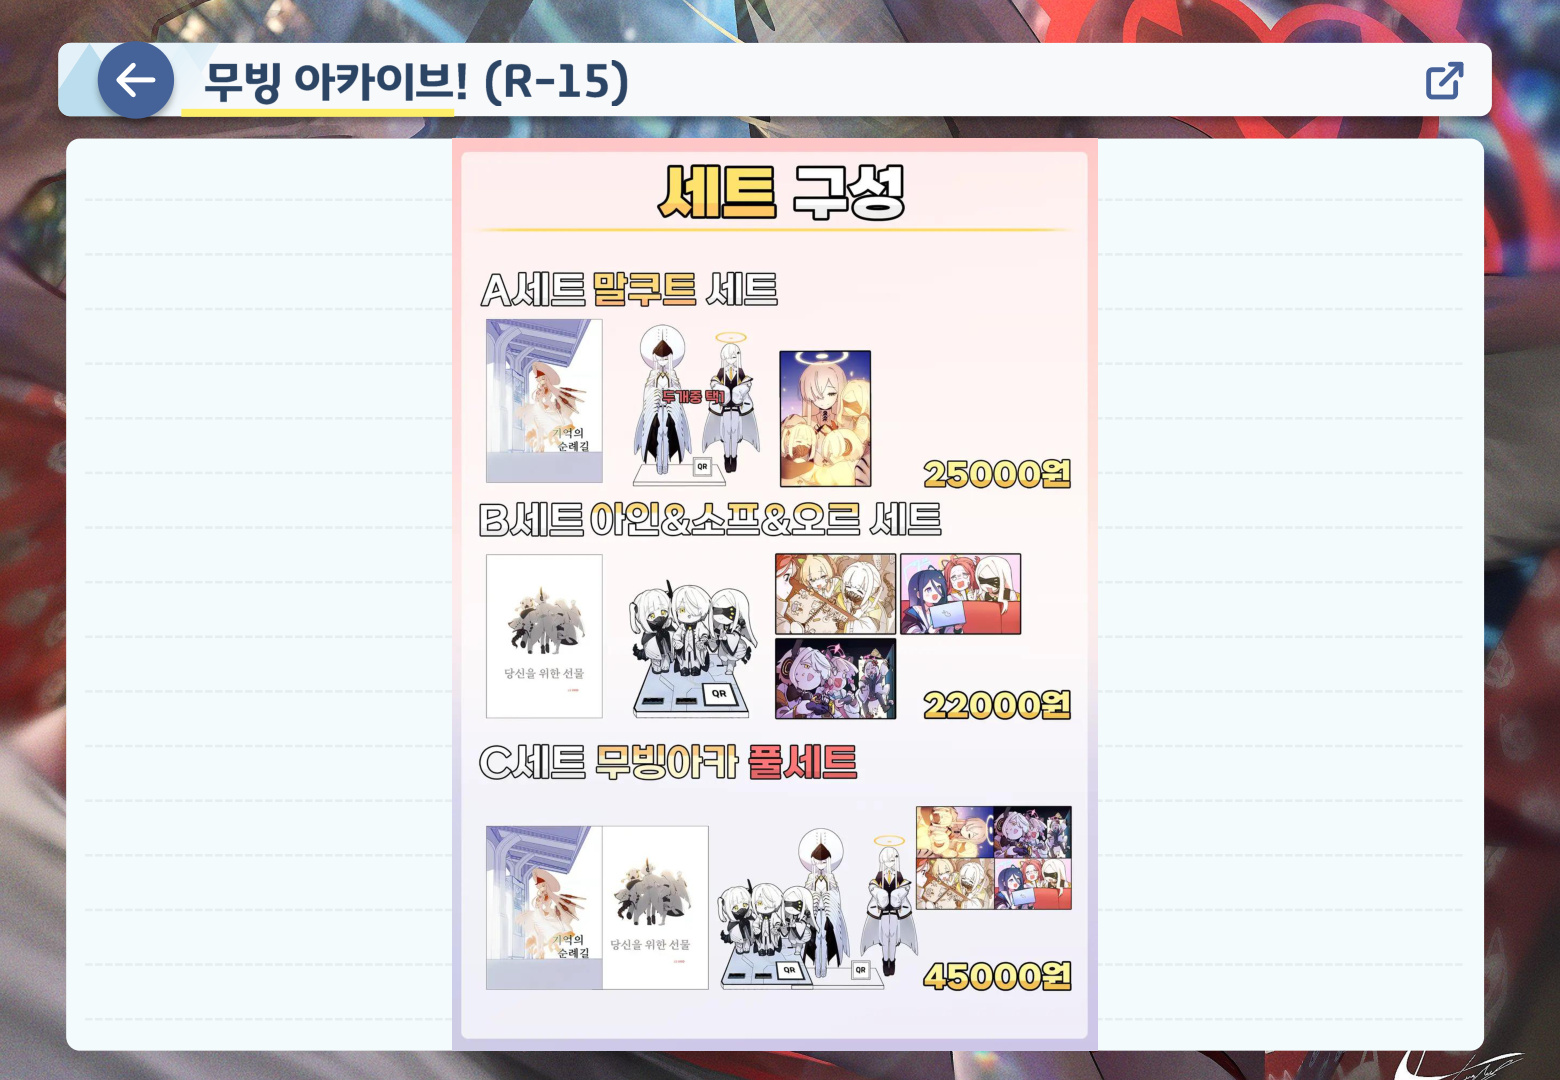 무빙 아카이브! (R-15)
세트 구성
A세트 말쿠트 세트
두개중 택1
기억의
순례길
QR
25000원
B세트 아인&소프&오르 세트
당신을 위한 선물
QR
22000원
C세트 무빙아카 풀세트
기억의
순례길
당신을 위한 선물
QR
QR
45000원